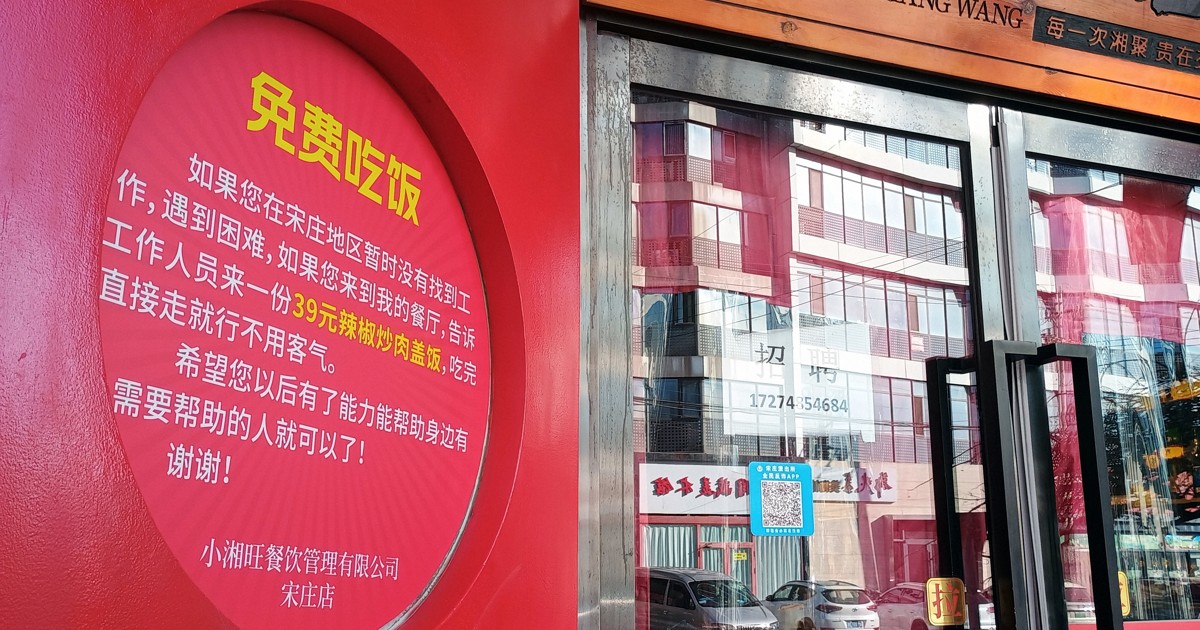 免费吃饭
如果您在宋庄地区暂时没有找到工
作，遇到困难，如果您来到我的餐厅，告诉
工作人员来一份39元辣椒炒肉盖饭，吃完
直接走就行不用客气。
希望您以后有了能力能帮助身边有
需要帮助的人就可以了！
谢谢！
小湘旺餐饮管理有限公司
宋庄店
ANG WANG
每一次湘聚 贵在
招聘
17274854684
拉